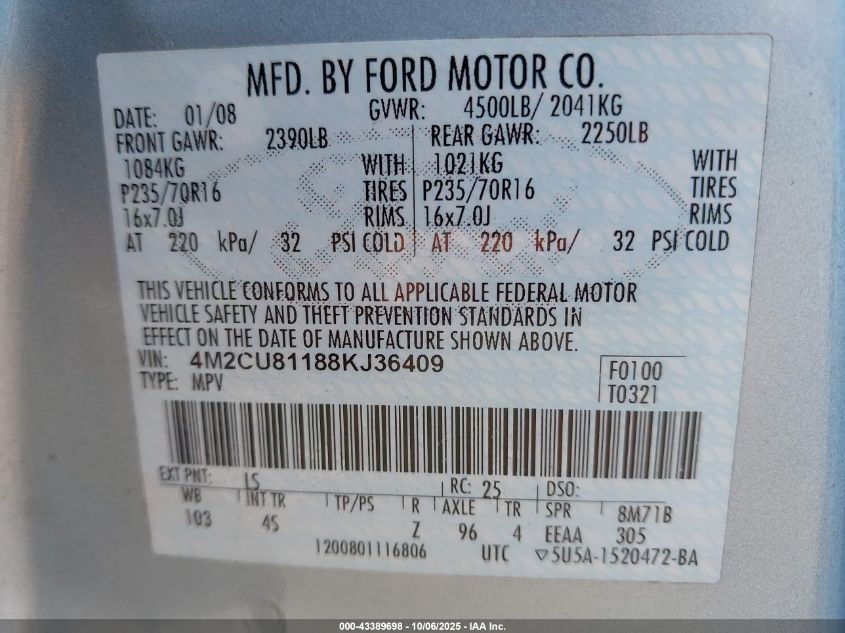 MFD. BY FORD MOTOR CO.
DATE: 01/08 GVWR: 4500LB/ 2041KG
FRONT GAWR: 2390LB REAR GAWR: 2250LB
1084KG WITH 1021KG WITH
P235/70R16 TIRES P235/70R16 TIRES
16x7.0J RIMS 16x7.0J RIMS
AT 220 kPa/ 32 PSI COLD AT 220 kPa/ 32 PSI COLD
THIS VEHICLE CONFORMS TO ALL APPLICABLE FEDERAL MOTOR
VEHICLE SAFETY AND THEFT PREVENTION STANDARDS IN
EFFECT ON THE DATE OF MANUFACTURE SHOWN ABOVE.
VIN: 4M2CU81188KJ36409 F0100
TYPE: MPV T0321
EXT PNT: LS RC: 25 DSO:
WB INT TR TP/PS R AXLE TR SPR 8M71B
103 4S Z 96 4 EEAA 305
1200801116806 UTC ▽5U5A-1520472-BA
000-43389698 - 10/06/2025 - IAA Inc.